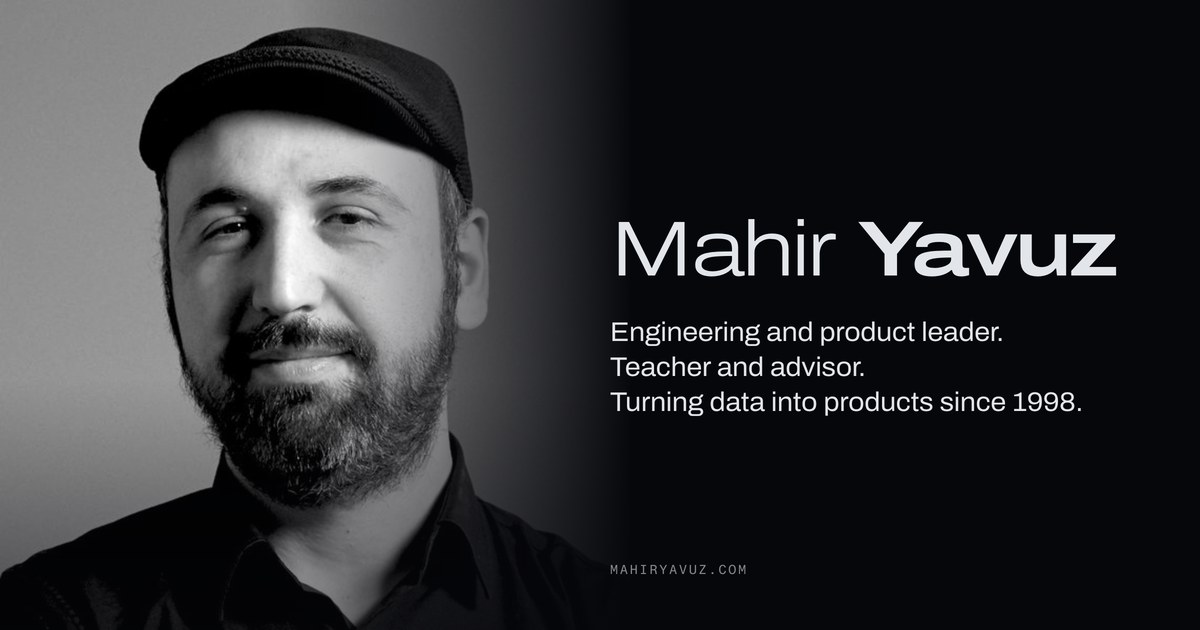 Mahir Yavuz
Engineering and product leader.
Teacher and advisor.
Turning data into products since 1998.
MAHIRYAVUZ.COM